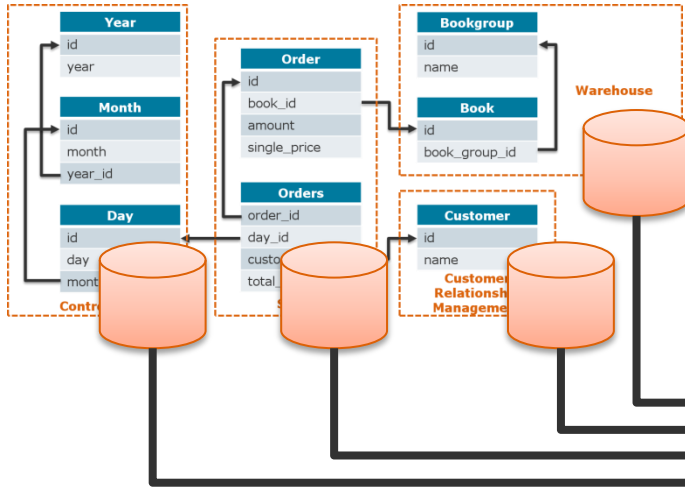 Year
id
year
Month
id
month
year_id
Day
id
day
Order
id
book_id
amount
single_price
Orders
order_id
day_id
Bookgroup
id
name
Warehouse
Book
id
book_group_id
Customer
id
name
Customer